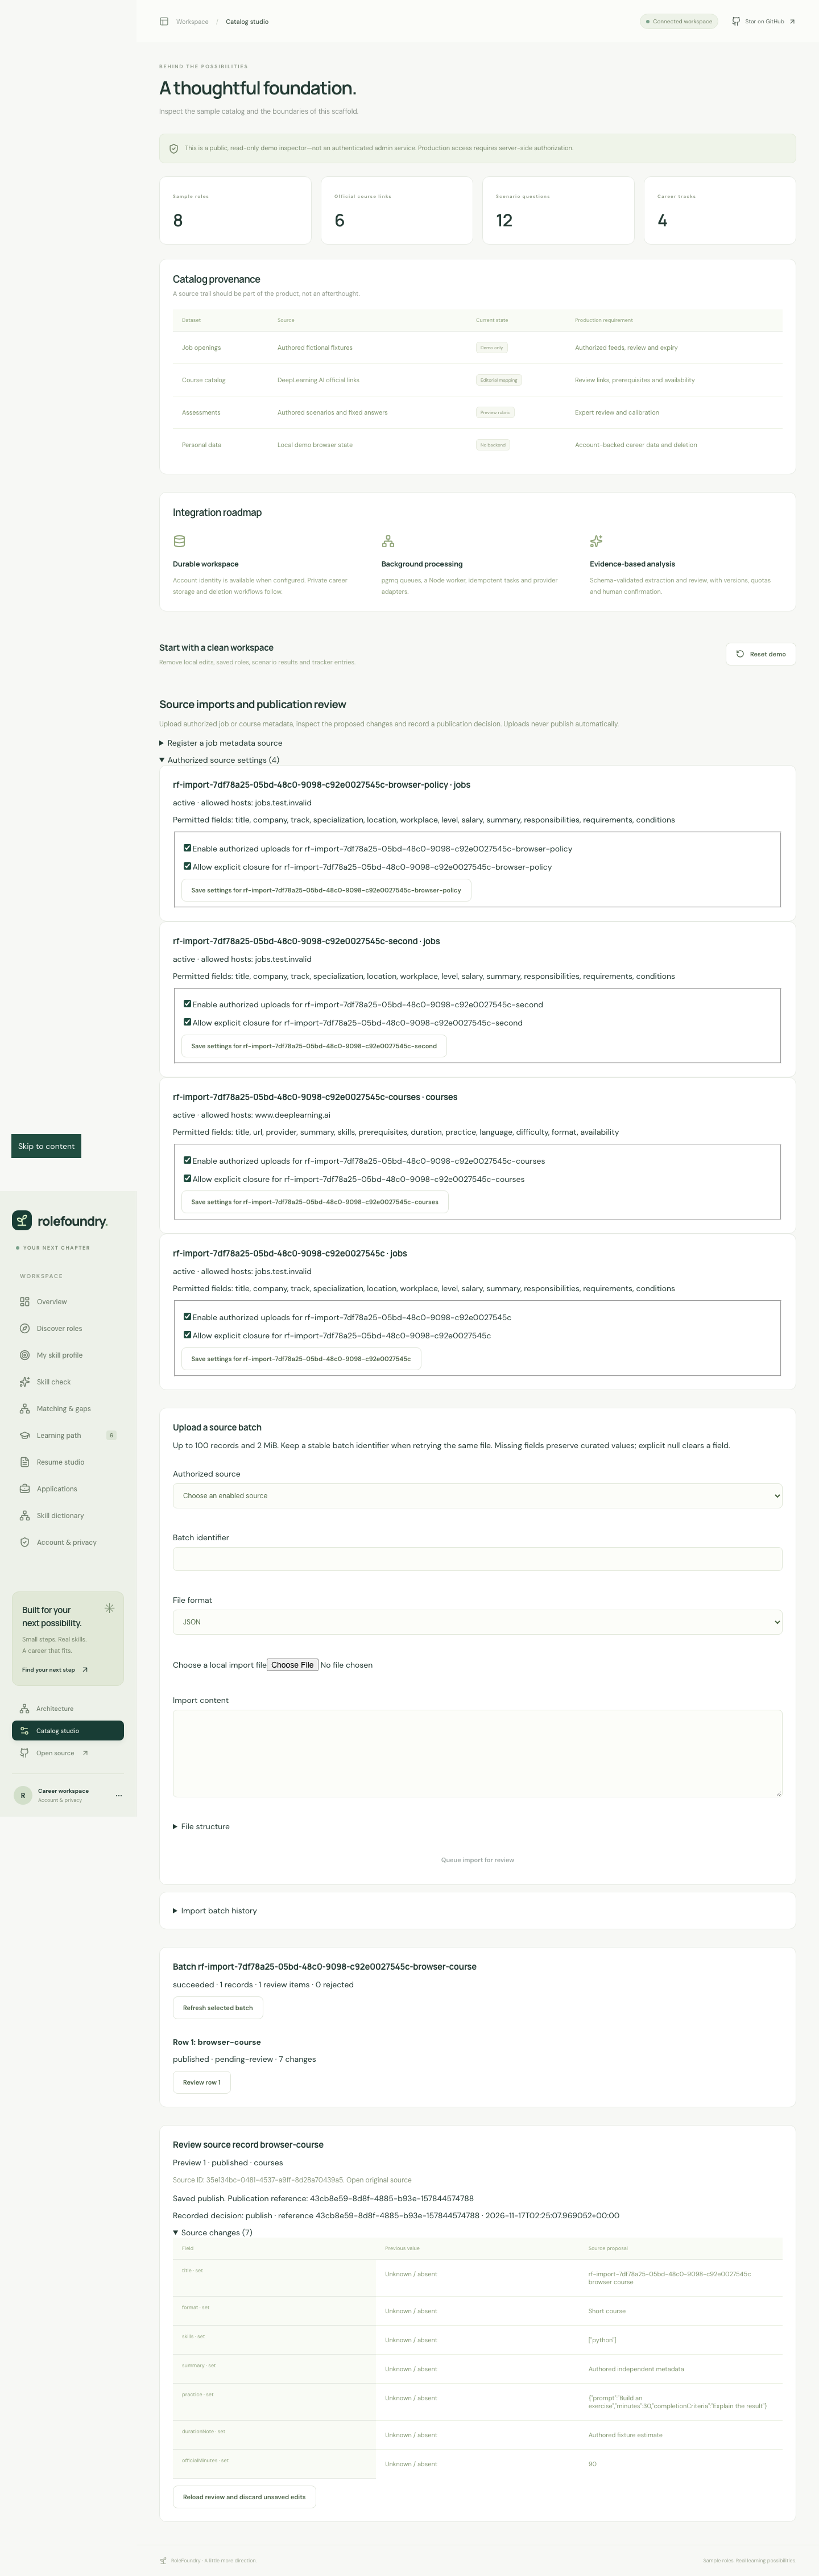 Workspace / Catalog studio
Connected workspace
Star on GitHub
BEHIND THE POSSIBILITIES
A thoughtful foundation.
Inspect the sample catalog and the boundaries of this scaffold.
This is a public, read-only demo inspector—not an authenticated admin service. Production access requires server-side authorization.
Sample roles
8
Official course links
6
Scenario questions
12
Career tracks
4
Catalog provenance
A source trail should be part of the product, not an afterthought.
Dataset Source Current state Production requirement
Job openings Authored fictional fixtures Demo only Authorized feeds, review and expiry
Course catalog DeepLearning.AI official links Editorial mapping Review links, prerequisites and availability
Assessments Authored scenarios and fixed answers Preview rubric Expert review and calibration
Personal data Local demo browser state No backend Account-backed career data and deletion
Integration roadmap
Durable workspace
Account identity is available when configured. Private career
storage and deletion workflows follow.
Background processing
pgmq queues, a Node worker, idempotent tasks and provider
adapters.
Evidence-based analysis
Schema-validated extraction and review, with versions, quotas
and human confirmation.
Start with a clean workspace
Remove local edits, saved roles, scenario results and tracker entries.
Reset demo
Source imports and publication review
Upload authorized job or course metadata, inspect the proposed changes and record a publication decision. Uploads never publish automatically.
Register a job metadata source
Authorized source settings (4)
rf-import-7df78a25-05bd-48c0-9098-c92e0027545c-browser-policy · jobs
active · allowed hosts: jobs.test.invalid
Permitted fields: title, company, track, specialization, location, workplace, level, salary, summary, responsibilities, requirements, conditions
Enable authorized uploads for rf-import-7df78a25-05bd-48c0-9098-c92e0027545c-browser-policy
Allow explicit closure for rf-import-7df78a25-05bd-48c0-9098-c92e0027545c-browser-policy
Save settings for rf-import-7df78a25-05bd-48c0-9098-c92e0027545c-browser-policy
rf-import-7df78a25-05bd-48c0-9098-c92e0027545c-second · jobs
active · allowed hosts: jobs.test.invalid
Permitted fields: title, company, track, specialization, location, workplace, level, salary, summary, responsibilities, requirements, conditions
Enable authorized uploads for rf-import-7df78a25-05bd-48c0-9098-c92e0027545c-second
Allow explicit closure for rf-import-7df78a25-05bd-48c0-9098-c92e0027545c-second
Save settings for rf-import-7df78a25-05bd-48c0-9098-c92e0027545c-second
rf-import-7df78a25-05bd-48c0-9098-c92e0027545c-courses · courses
active · allowed hosts: www.deeplearning.ai
Permitted fields: title, url, provider, summary, skills, prerequisites, duration, practice, language, difficulty, format, availability
Enable authorized uploads for rf-import-7df78a25-05bd-48c0-9098-c92e0027545c-courses
Allow explicit closure for rf-import-7df78a25-05bd-48c0-9098-c92e0027545c-courses
Save settings for rf-import-7df78a25-05bd-48c0-9098-c92e0027545c-courses
rf-import-7df78a25-05bd-48c0-9098-c92e0027545c · jobs
active · allowed hosts: jobs.test.invalid
Permitted fields: title, company, track, specialization, location, workplace, level, salary, summary, responsibilities, requirements, conditions
Enable authorized uploads for rf-import-7df78a25-05bd-48c0-9098-c92e0027545c
Allow explicit closure for rf-import-7df78a25-05bd-48c0-9098-c92e0027545c
Save settings for rf-import-7df78a25-05bd-48c0-9098-c92e0027545c
Skip to content
rolefoundry.
YOUR NEXT CHAPTER
WORKSPACE
Overview
Discover roles
My skill profile
Skill check
Matching & gaps
Learning path 6
Resume studio
Applications
Skill dictionary
Account & privacy
Built for your
next possibility.
Small steps. Real skills.
A career that fits.
Find your next step
Architecture
Catalog studio
Open source
R
Career workspace
Account & privacy
Upload a source batch
Up to 100 records and 2 MiB. Keep a stable batch identifier when retrying the same file. Missing fields preserve curated values; explicit null clears a field.
Authorized source
Choose an enabled source
Batch identifier
File format
JSON
Choose a local import file Choose File No file chosen
Import content
File structure
Queue import for review
Import batch history
Batch rf-import-7df78a25-05bd-48c0-9098-c92e0027545c-browser-course
succeeded · 1 records · 1 review items · 0 rejected
Refresh selected batch
Row 1: browser-course
published · pending-review · 7 changes
Review row 1
Review source record browser-course
Preview 1 · published · courses
Source ID: 35e134bc-0481-4537-a9ff-8d28a70439a5. Open original source
Saved publish. Publication reference: 43cb8e59-8d8f-4885-b93e-157844574788
Recorded decision: publish · reference 43cb8e59-8d8f-4885-b93e-157844574788 · 2026-11-17T02:25:07.969052+00:00
Source changes (7)
Field Previous value Source proposal
title · set Unknown / absent rf-import-7df78a25-05bd-48c0-9098-c92e0027545c
browser course
format · set Unknown / absent Short course
skills · set Unknown / absent ["python"]
summary · set Unknown / absent Authored independent metadata
practice · set Unknown / absent {"prompt":"Build an
exercise","minutes":30,"completionCriteria":"Explain the result"}
durationNote · set Unknown / absent Authored fixture estimate
officialMinutes · set Unknown / absent 90
Reload review and discard unsaved edits
RoleFoundry · A little more direction
Sample roles. Real learning possibilities.